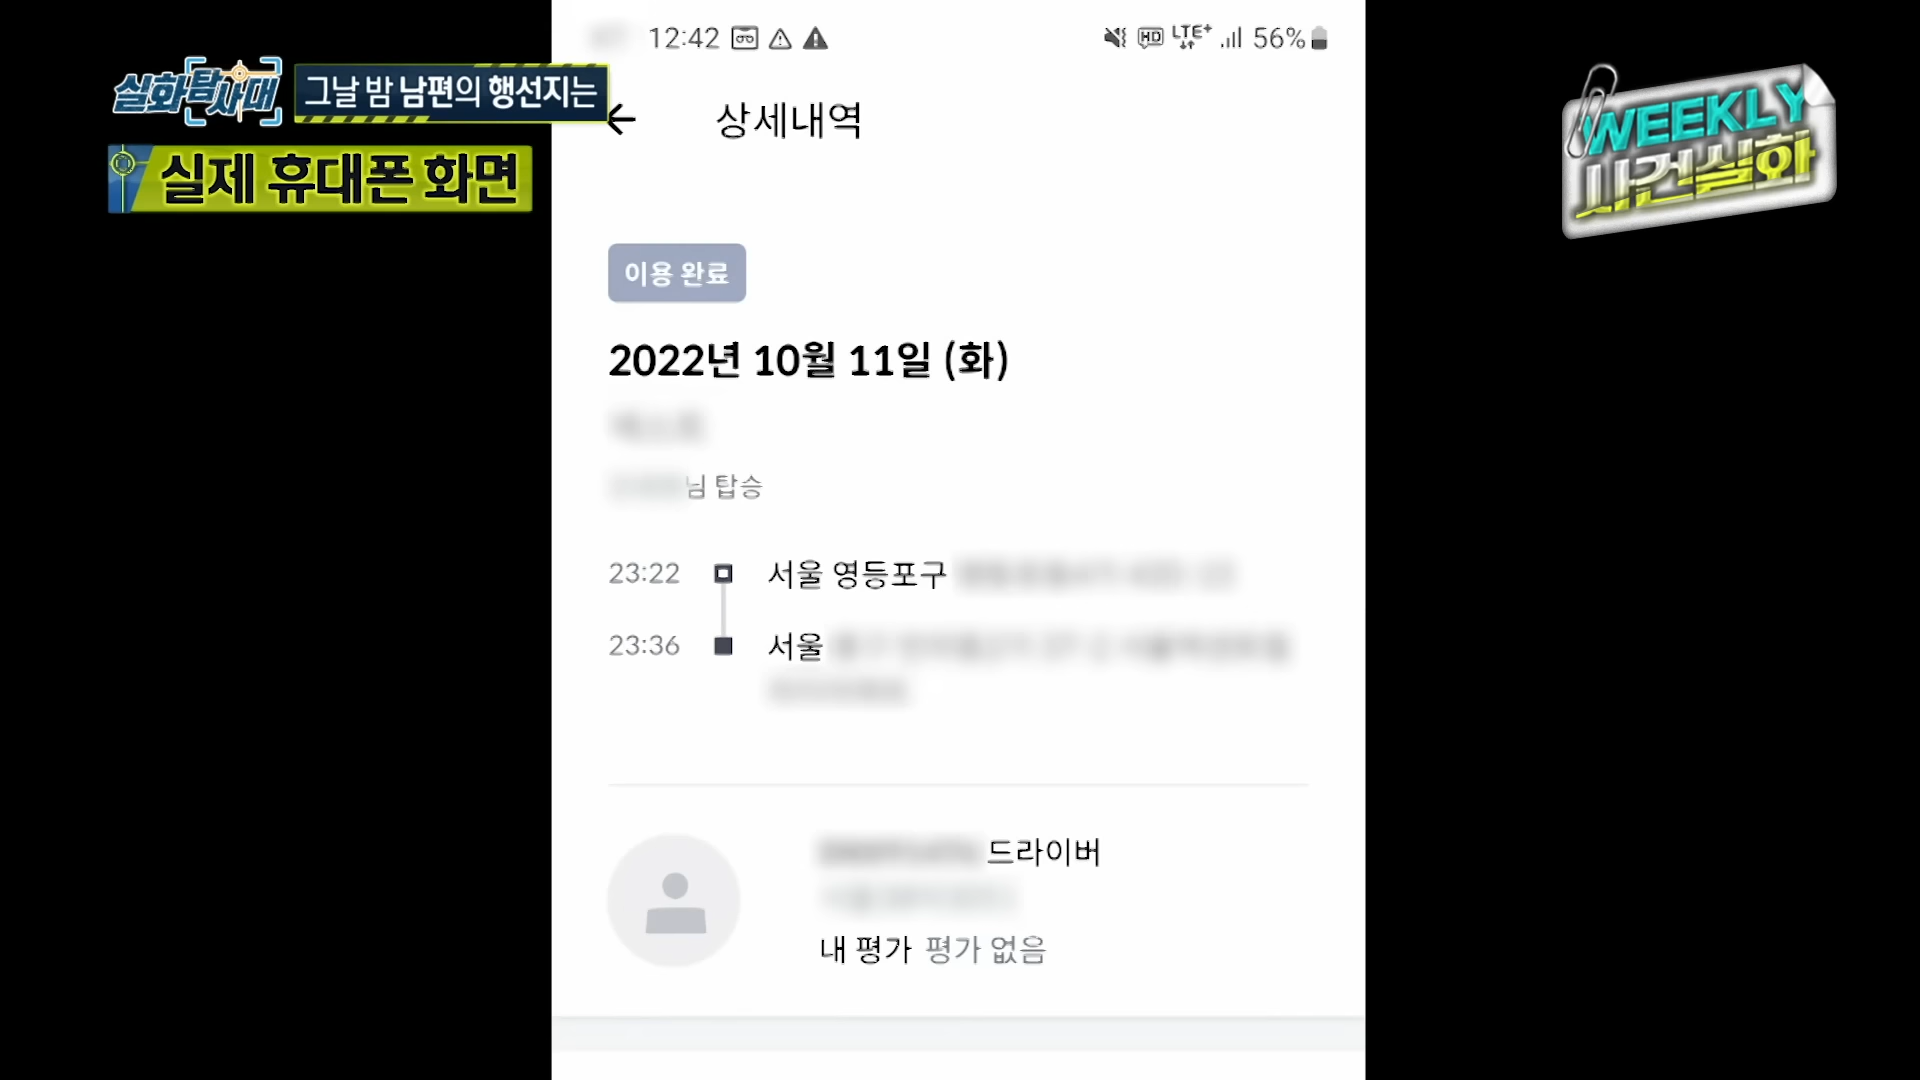 실화탐사대
그날 밤 남편의 행선지는
실제 휴대폰 화면
WEEKLY
사건실화
12:42
HD LTE+ 56%
상세내역
이용 완료
2022년 10월 11일 (화)
님 탑승
23:22 서울 영등포구
23:36 서울
드라이버
내 평가 평가 없음